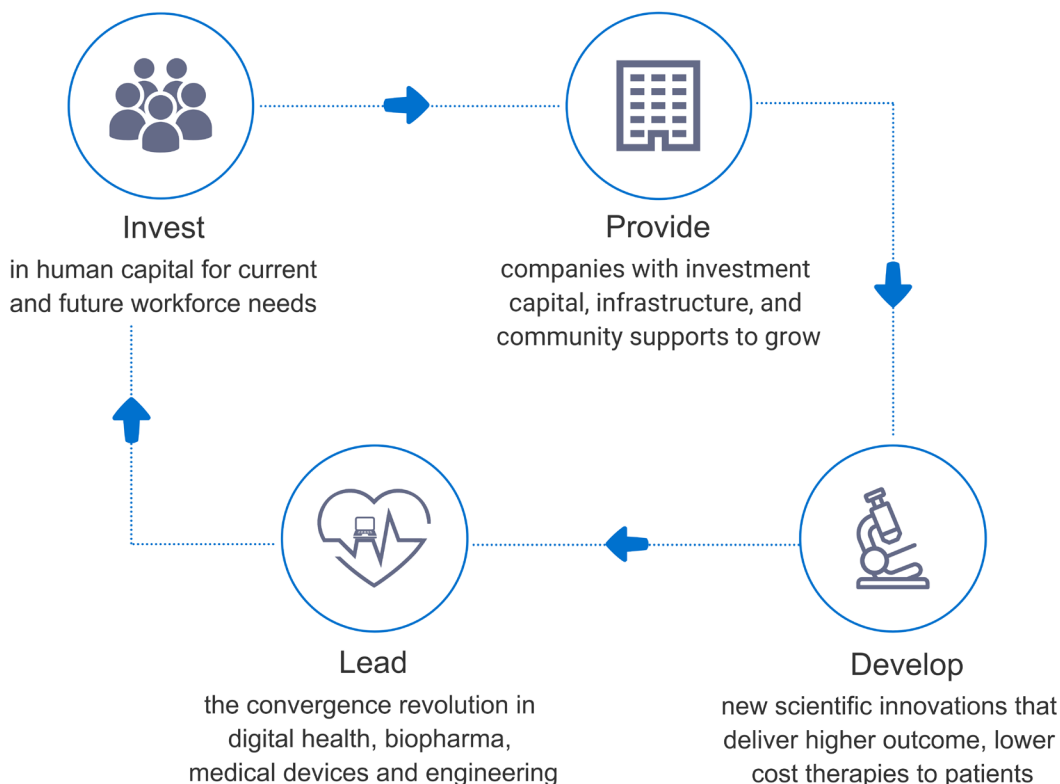 Invest
in human capital for current
and future workforce needs
Provide
companies with investment
capital, infrastructure, and
community supports to grow
Lead
the convergence revolution in
digital health, biopharma,
medical devices and engineering
Develop
new scientific innovations that
deliver higher outcome, lower
cost therapies to patients